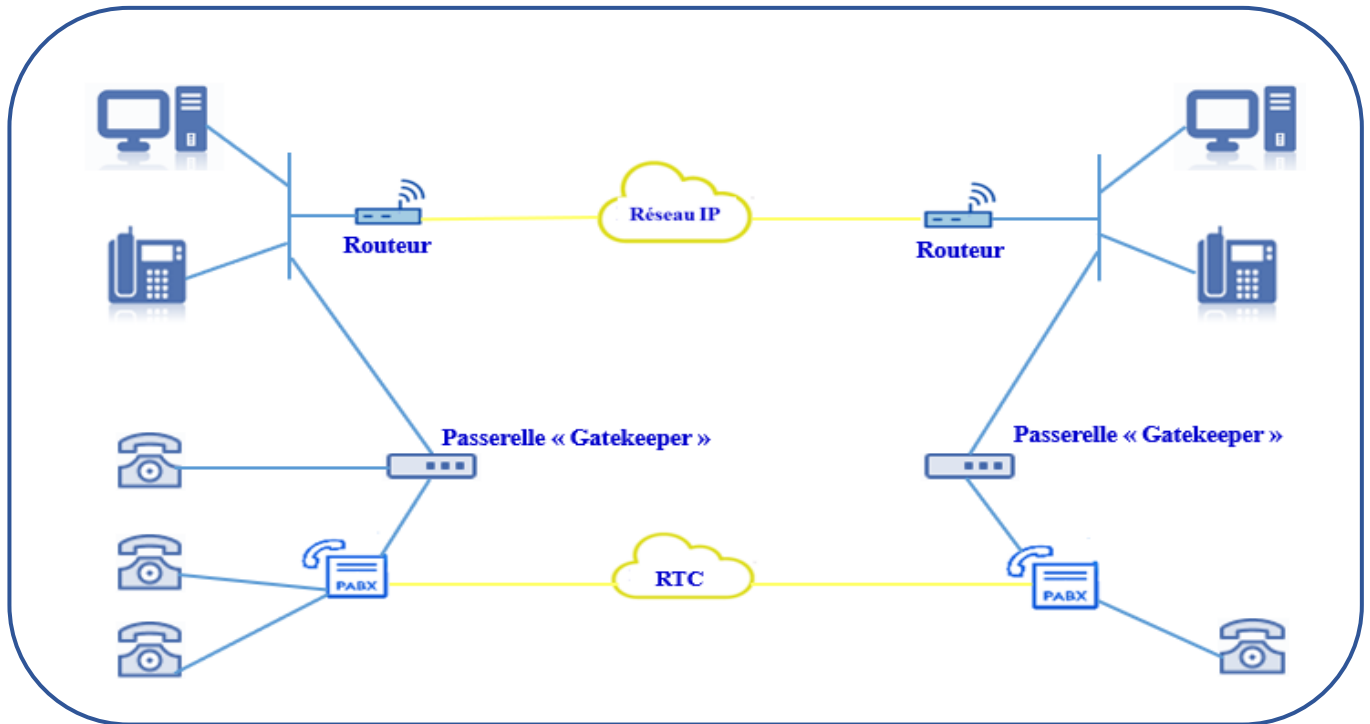 Réseau IP
Routeur
Routeur
Passerelle « Gatekeeper »
Passerelle « Gatekeeper »
RTC
PABX
PABX